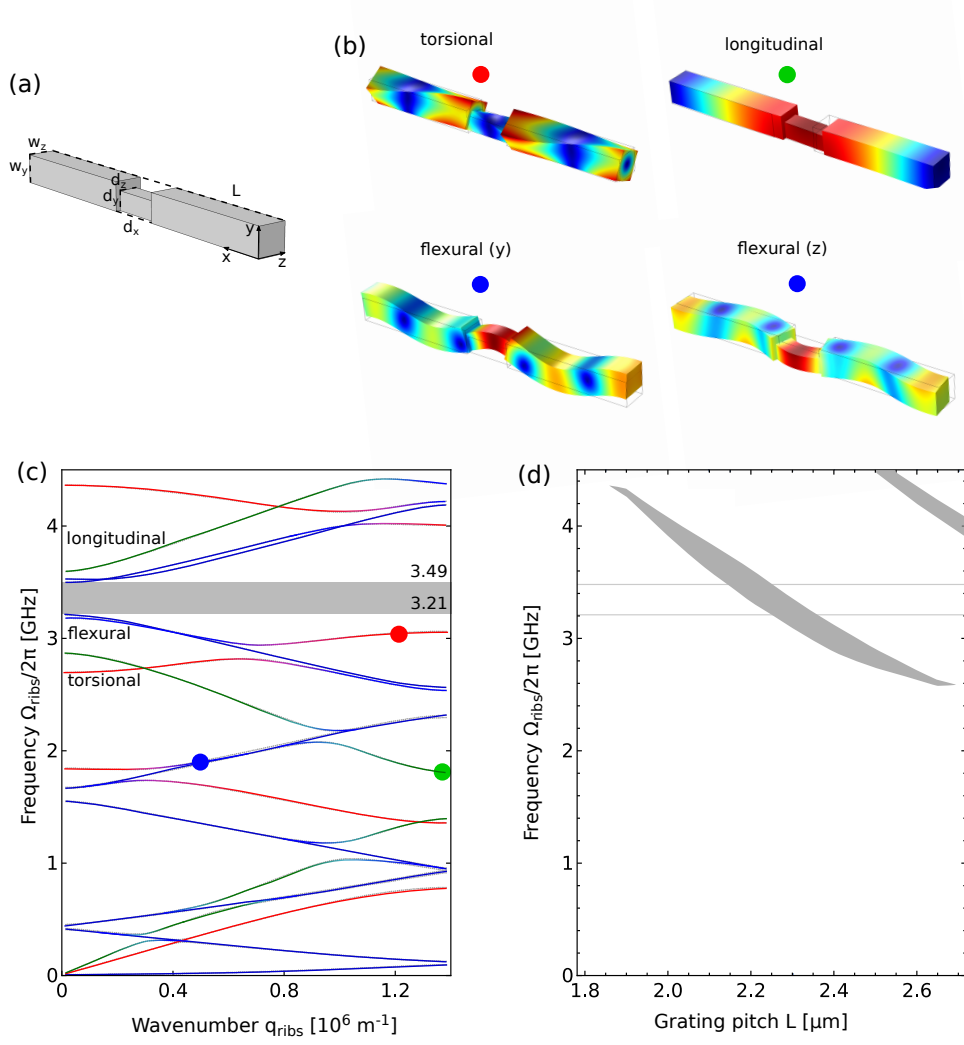 (a)
w_z
w_y
d_z
d_y
d_x
L
y
x
z
(b)
torsional
longitudinal
flexural (y)
flexural (z)
(c)
Frequency Ω_ribs/2π [GHz]
4
3
2
1
0
longitudinal
3.49
3.21
flexural
torsional
0
0.4
0.8
1.2
Wavenumber q_ribs [10⁶ m⁻¹]
(d)
Frequency Ω_ribs/2π [GHz]
4
3
2
1
0
1.8
2.0
2.2
2.4
2.6
Grating pitch L [μm]